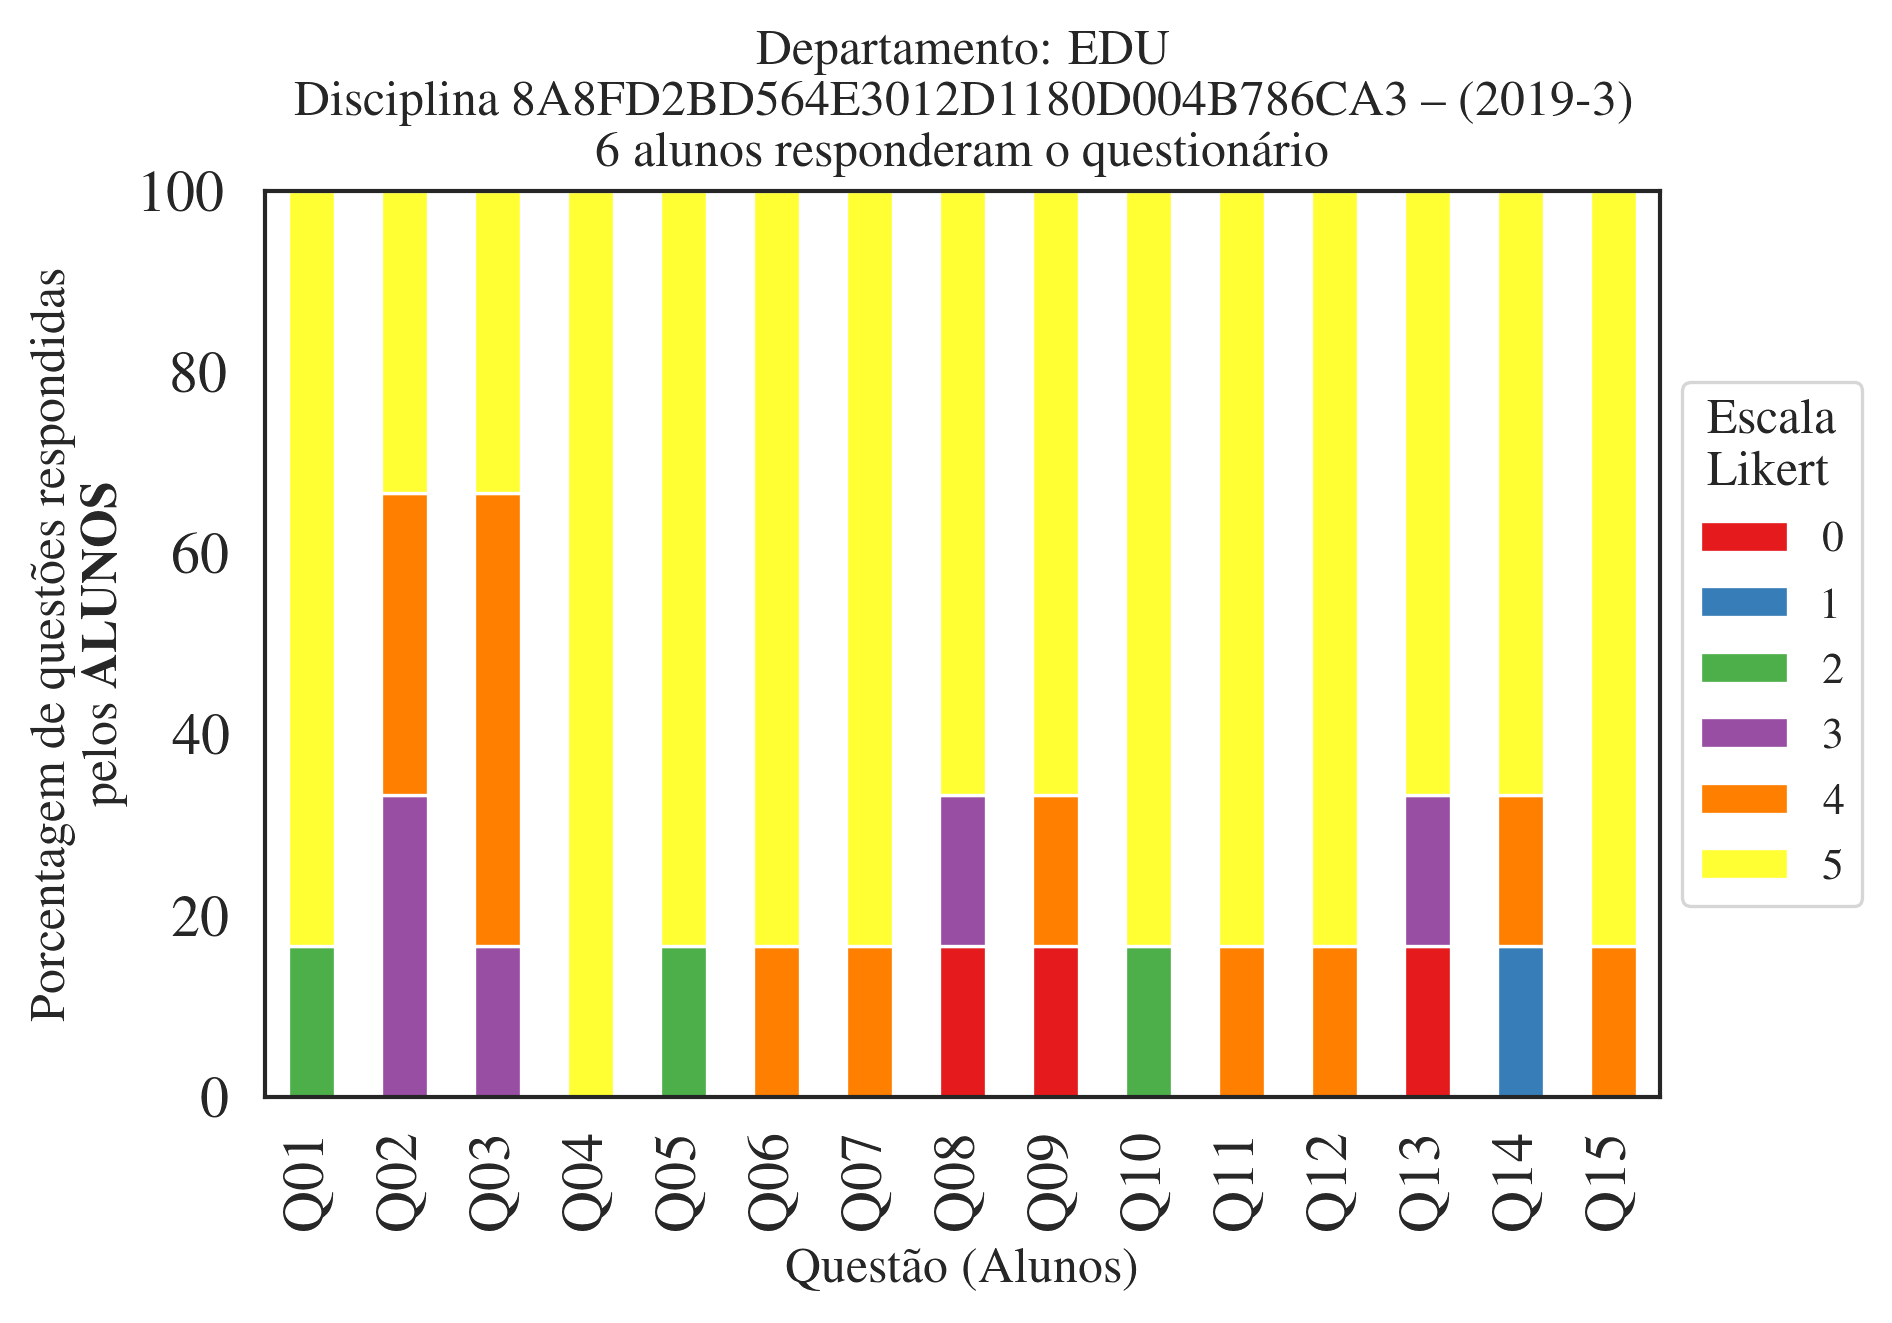 Departamento: EDU
Disciplina 8A8FD2BD564E3012D1180D004B786CA3 – (2019-3)
6 alunos responderam o questionário
Porcentagem de questões respondidas
pelos ALUNOS
100
80
60
40
20
0
Q01
Q02
Q03
Q04
Q05
Q06
Q07
Q08
Q09
Q10
Q11
Q12
Q13
Q14
Q15
Questão (Alunos)
Escala
Likert
0
1
2
3
4
5